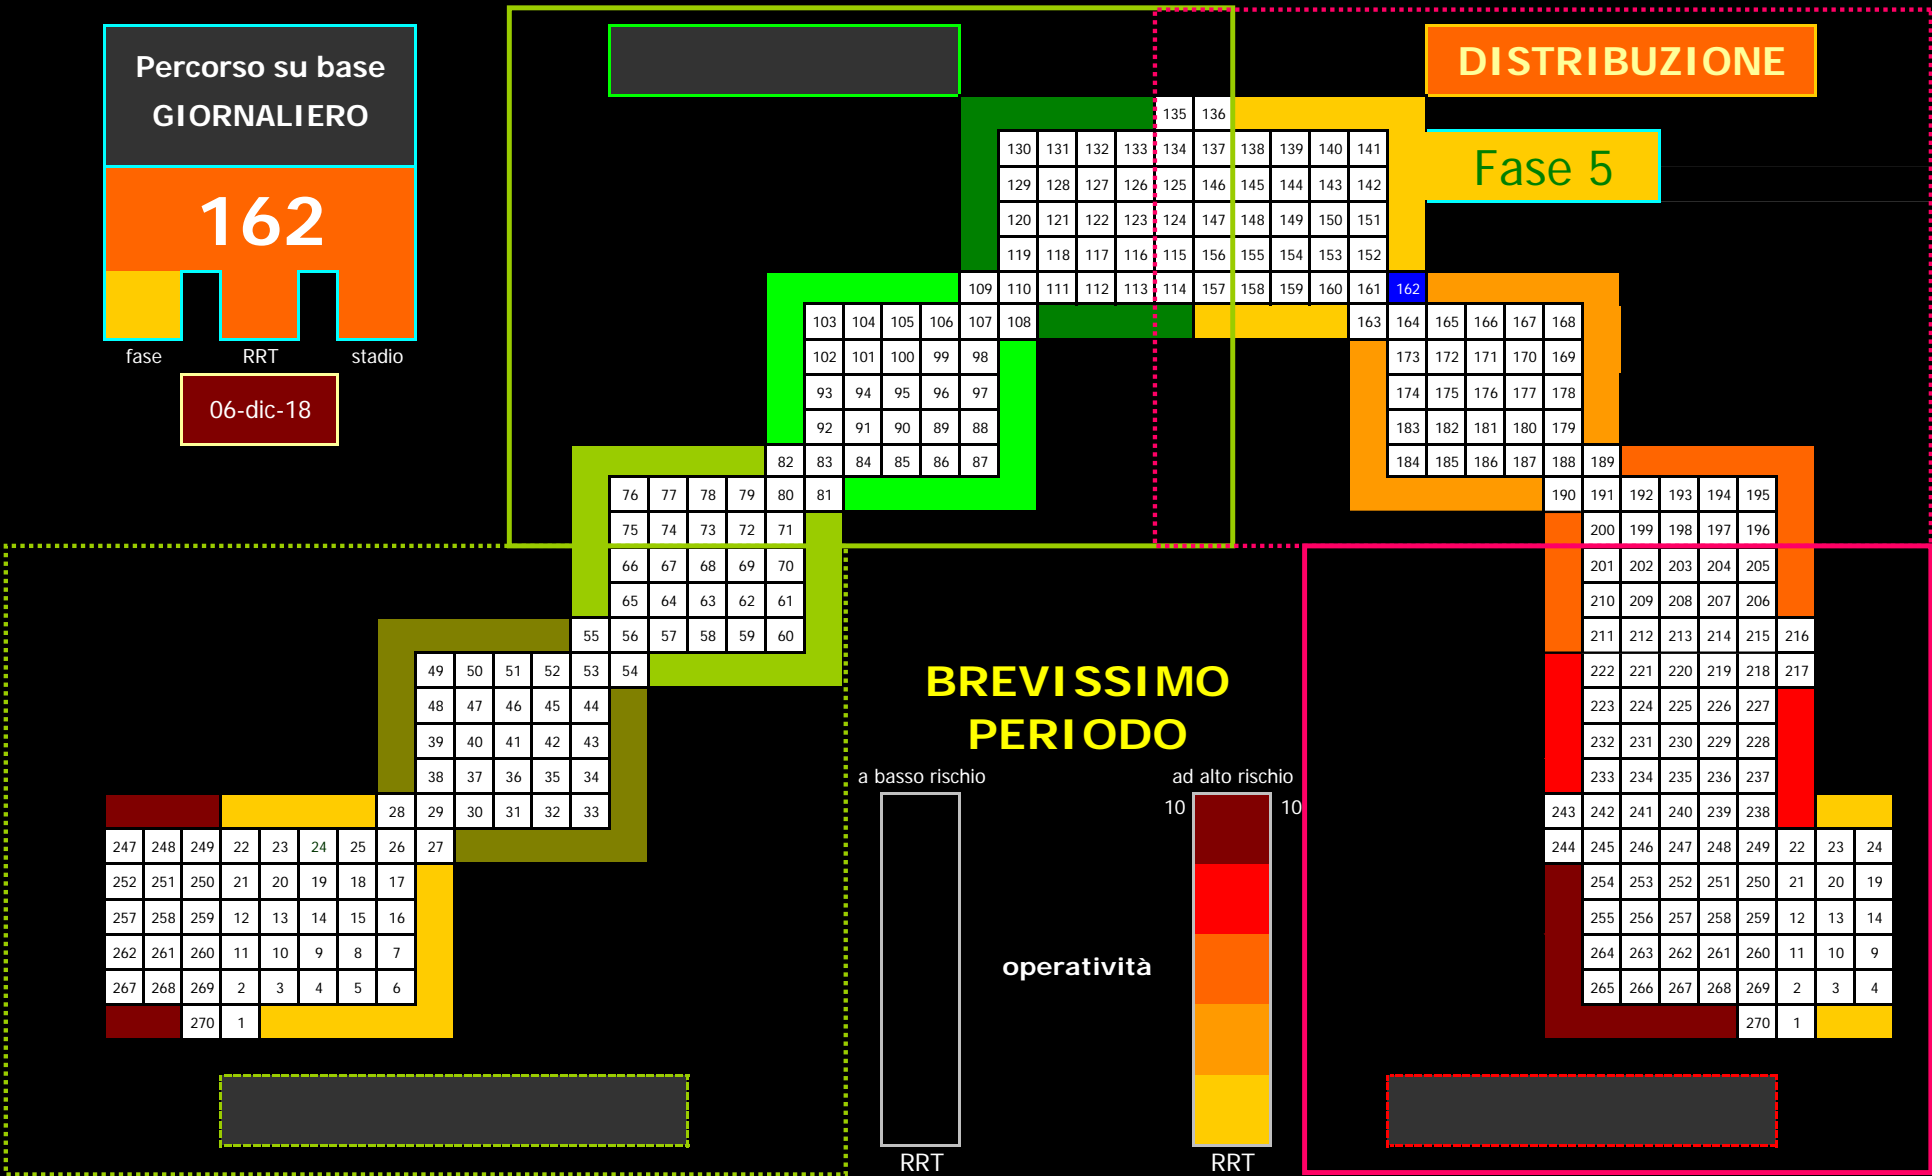 Percorso su base
GIORNALIERO
162
fase RRT stadio
06-dic-18
DISTRIBUZIONE
Fase 5
135 136
130 131 132 133 134 137 138 139 140 141
129 128 127 126 125 146 145 144 143 142
120 121 122 123 124 147 148 149 150 151
119 118 117 116 115 156 155 154 153 152
109 110 111 112 113 114 157 158 159 160 161 162
103 104 105 106 107 108 163 164 165 166 167 168
102 101 100 99 98 173 172 171 170 169
93 94 95 96 97 174 175 176 177 178
92 91 90 89 88 183 182 181 180 179
82 83 84 85 86 87 184 185 186 187 188 189
76 77 78 79 80 81 190 191 192 193 194 195
75 74 73 72 71 200 199 198 197 196
66 67 68 69 70 201 202 203 204 205
65 64 63 62 61 210 209 208 207 206
55 56 57 58 59 60 211 212 213 214 215 216
49 50 51 52 53 54 222 221 220 219 218 217
48 47 46 45 44 223 224 225 226 227
39 40 41 42 43 232 231 230 229 228
38 37 36 35 34 233 234 235 236 237
28 29 30 31 32 33 243 242 241 240 239 238
247 248 249 22 23 24 25 26 27 244 245 246 247 248 249 22 23 24
252 251 250 21 20 19 18 17 254 253 252 251 250 21 20 19
257 258 259 12 13 14 15 16 255 256 257 258 259 12 13 14
262 261 260 11 10 9 8 7 264 263 262 261 260 11 10 9
267 268 269 2 3 4 5 6 265 266 267 268 269 2 3 4
270 1 270 1
BREVISSIMO
PERIODO
a basso rischio ad alto rischio
10 10
operatività
RRT RRT